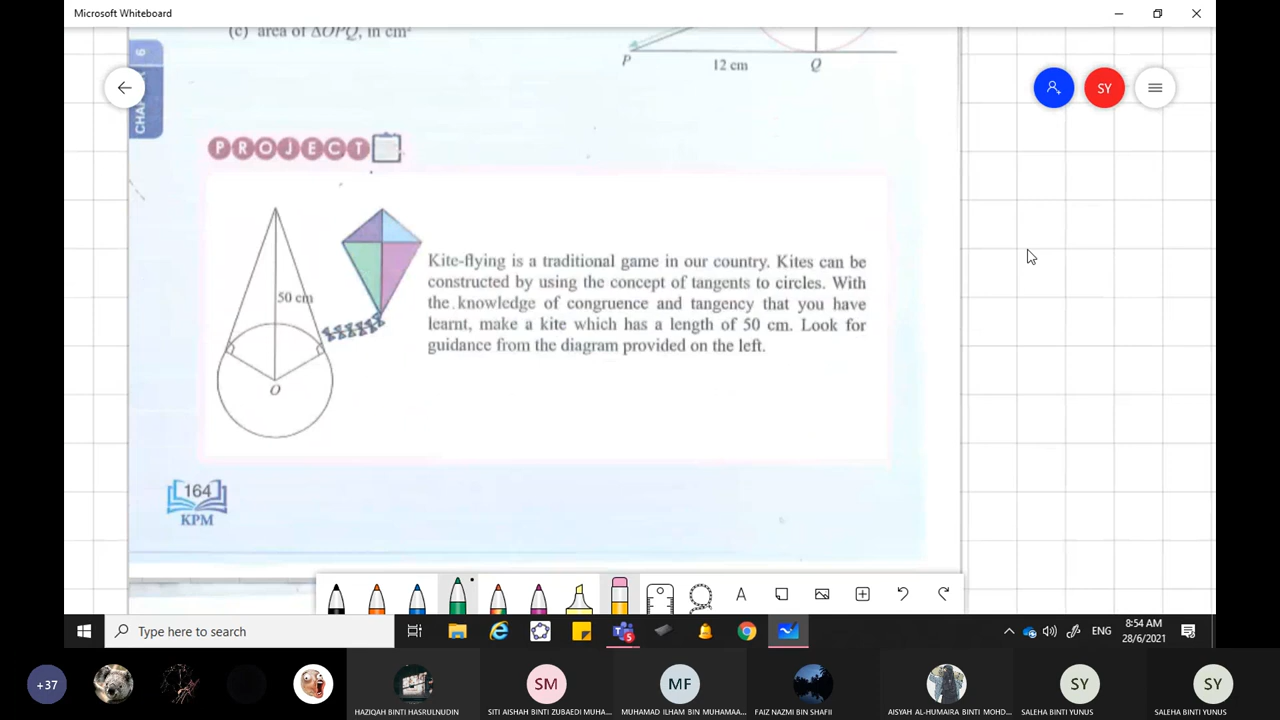 Microsoft Whiteboard
(c) area of ΔOPQ, in cm²
P
12 cm
Q
6
SY
PROJECT
50 cm
O
Kite-flying is a traditional game in our country. Kites can be
constructed by using the concept of tangents to circles. With
the knowledge of congruence and tangency that you have
learnt, make a kite which has a length of 50 cm. Look for
guidance from the diagram provided on the left.
164
KPM
A
Type here to search
ENG
8:54 AM
28/6/2021
+37
SM
MF
SY
SY
HAZIQAH BINTI HASRULNUDIN
SITI AISHAH BINTI ZUBAEDI MUHA...
MUHAMAD ILHAM BIN MUHAMAA...
FAIZ NAZMI BIN SHAFII
AISYAH AL-HUMAIRA BINTI MOHD...
SALEHA BINTI YUNUS
SALEHA BINTI YUNUS